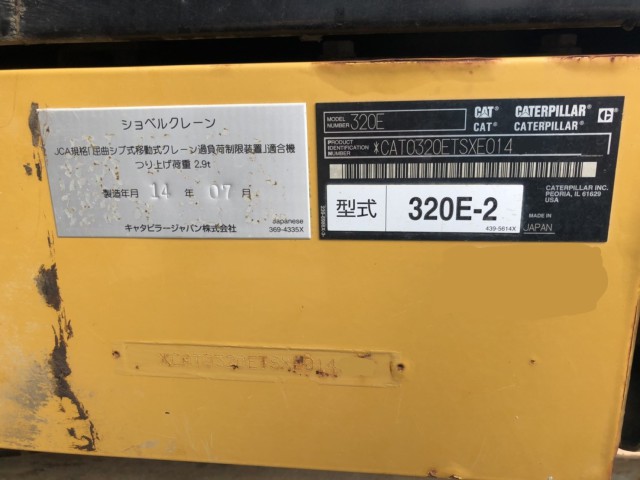 ショベルクレーン
JCA規格「屈曲ジブ式移動式クレーン過負荷制限装置」適合機
つり上げ荷重 2.9t
製造年月 14 年 07 月
Japanese
キャタピラージャパン株式会社 369-4335X
MODEL NUMBER 320E
CAT CATERPILLAR C
CAT CATERPILLAR
PRODUCT IDENTIFICATION NUMBER *CAT0320ETSXE014
型式 320E-2
CATERPILLAR INC.
PEORIA, IL 61629
USA
MADE IN
JAPAN
439-5614X